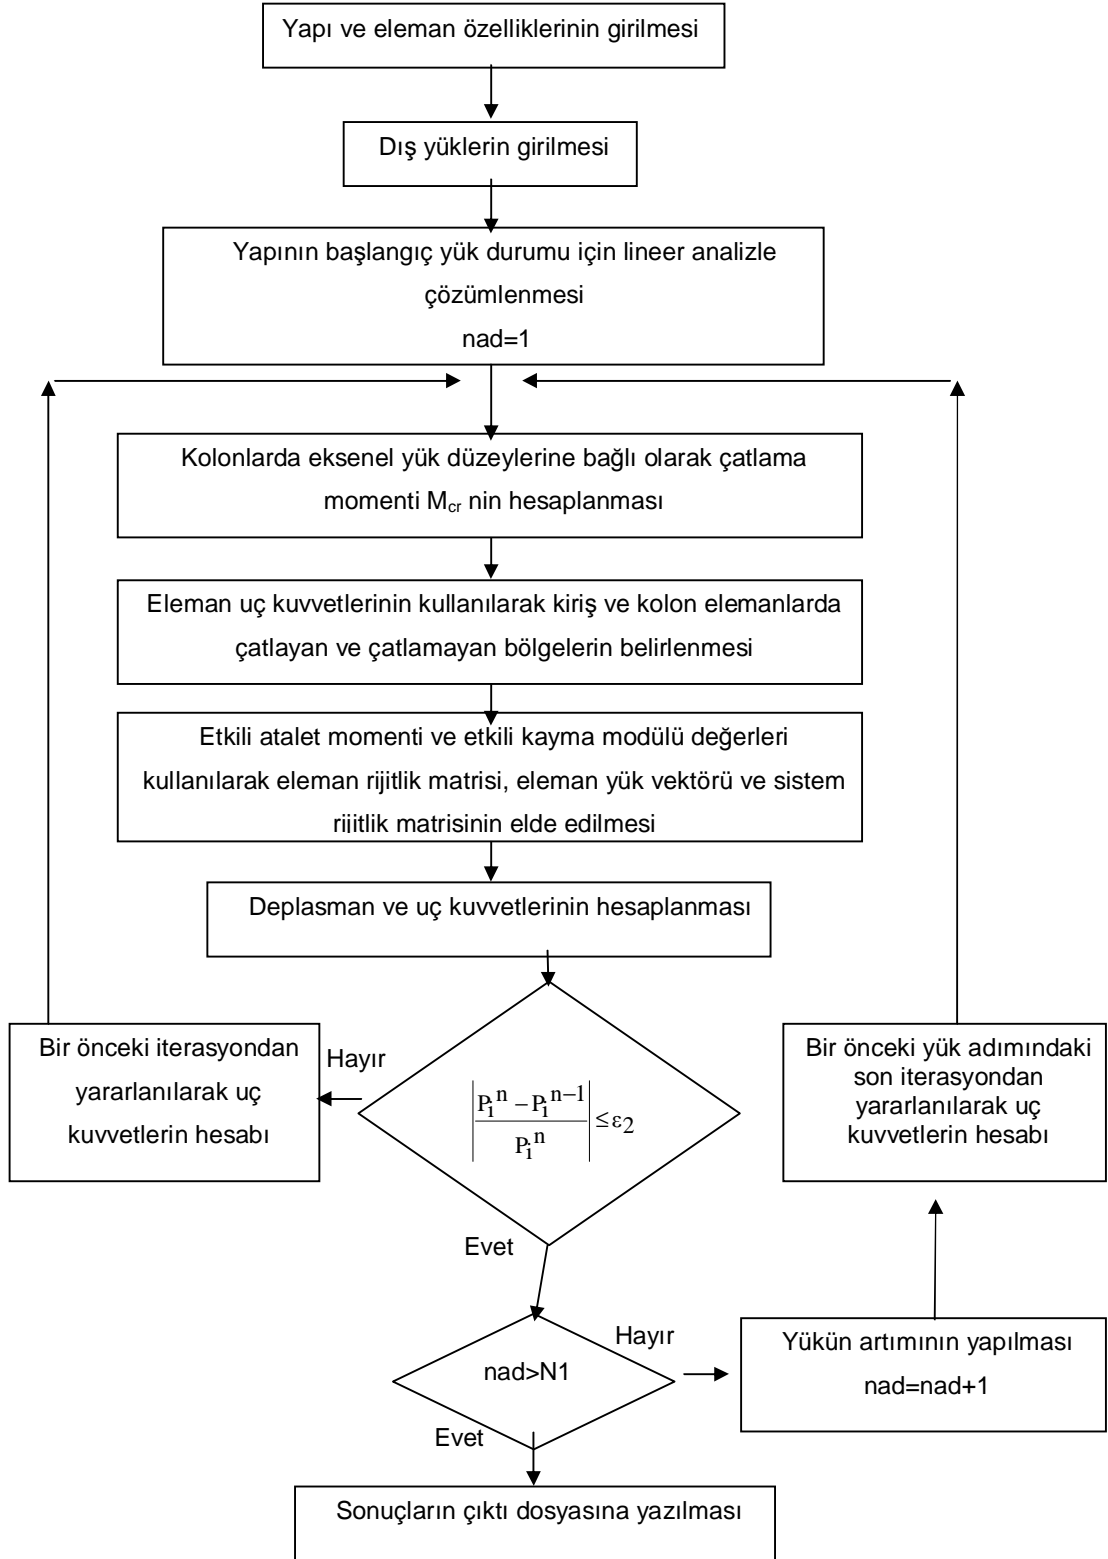 Yapı ve eleman özelliklerinin girilmesi
Dış yüklerin girilmesi
Yapının başlangıç yük durumu için lineer analizle
çözümlenmesi
nad=1
Kolonlarda eksenel yük düzeylerine bağlı olarak çatlama
momenti Mcr nin hesaplanması
Eleman uç kuvvetlerinin kullanılarak kiriş ve kolon elemanlarda
çatlayan ve çatlamayan bölgelerin belirlenmesi
Etkili atalet momenti ve etkili kayma modülü değerleri
kullanılarak eleman rijitlik matrisi, eleman yük vektörü ve sistem
rijitlik matrisinin elde edilmesi
Deplasman ve uç kuvvetlerinin hesaplanması
Bir önceki iterasyondan
yararlanılarak uç
kuvvetlerin hesabı
Hayır
|(Pi^n − Pi^n−1) / Pi^n| ≤ ε2
Bir önceki yük adımındaki
son iterasyondan
yararlanılarak uç
kuvvetlerin hesabı
Evet
nad>N1
Hayır
Yükün artımının yapılması
nad=nad+1
Evet
Sonuçların çıktı dosyasına yazılması